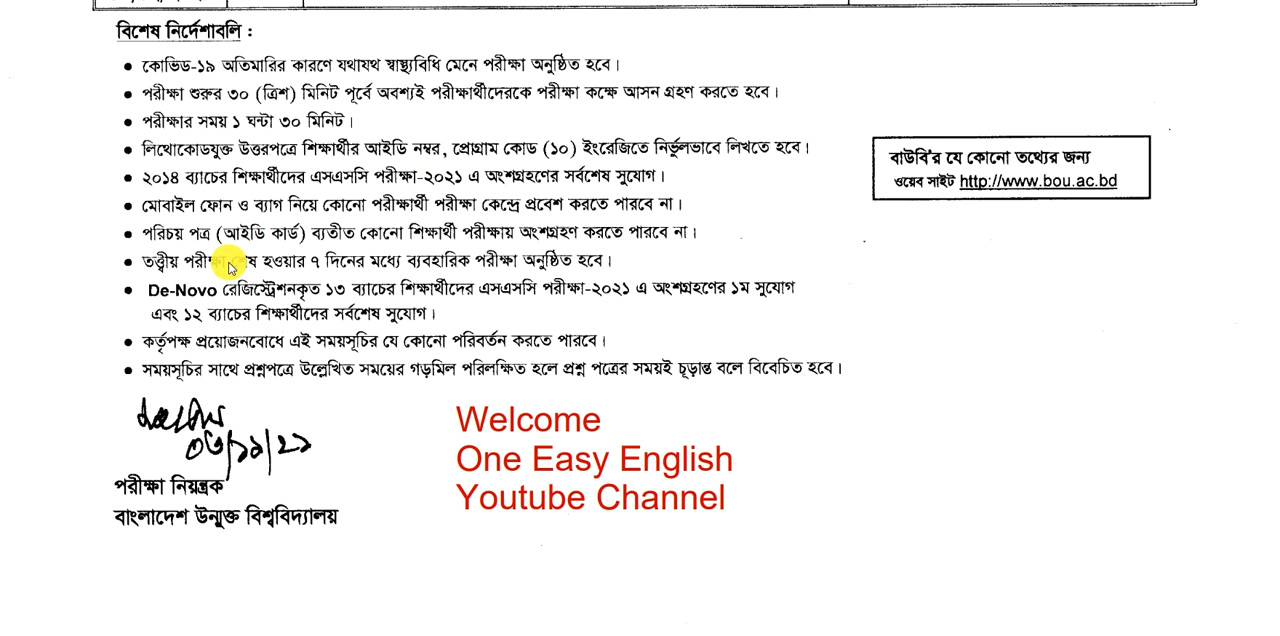 বিশেষ নির্দেশাবলি :
• কোভিড-১৯ অতিমারির কারণে যথাযথ স্বাস্থ্যবিধি মেনে পরীক্ষা অনুষ্ঠিত হবে।
• পরীক্ষা শুরুর ৩০ (ত্রিশ) মিনিট পূর্বে অবশ্যই পরীক্ষার্থীদেরকে পরীক্ষা কক্ষে আসন গ্রহণ করতে হবে।
• পরীক্ষার সময় ১ ঘন্টা ৩০ মিনিট।
• লিথোকোডযুক্ত উত্তরপত্রে শিক্ষার্থীর আইডি নম্বর, প্রোগ্রাম কোড (১০) ইংরেজিতে নির্ভুলভাবে লিখতে হবে।
• ২০১৪ ব্যাচের শিক্ষার্থীদের এসএসসি পরীক্ষা-২০২১ এ অংশগ্রহণের সর্বশেষ সুযোগ।
• মোবাইল ফোন ও ব্যাগ নিয়ে কোনো পরীক্ষার্থী পরীক্ষা কেন্দ্রে প্রবেশ করতে পারবে না।
• পরিচয় পত্র (আইডি কার্ড) ব্যতীত কোনো শিক্ষার্থী পরীক্ষায় অংশগ্রহণ করতে পারবে না।
• তত্ত্বীয় পরীক্ষা শেষ হওয়ার ৭ দিনের মধ্যে ব্যবহারিক পরীক্ষা অনুষ্ঠিত হবে।
• De-Novo রেজিস্ট্রেশনকৃত ১৩ ব্যাচের শিক্ষার্থীদের এসএসসি পরীক্ষা-২০২১ এ অংশগ্রহণের ১ম সুযোগ
এবং ১২ ব্যাচের শিক্ষার্থীদের সর্বশেষ সুযোগ।
• কর্তৃপক্ষ প্রয়োজনবোধে এই সময়সূচির যে কোনো পরিবর্তন করতে পারবে।
• সময়সূচির সাথে প্রশ্নপত্রে উল্লেখিত সময়ের গড়মিল পরিলক্ষিত হলে প্রশ্ন পত্রের সময়ই চূড়ান্ত বলে বিবেচিত হবে।
বাউবি'র যে কোনো তথ্যের জন্য
ওয়েব সাইট http://www.bou.ac.bd
পরীক্ষা নিয়ন্ত্রক
বাংলাদেশ উন্মুক্ত বিশ্ববিদ্যালয়
Welcome
One Easy English
Youtube Channel